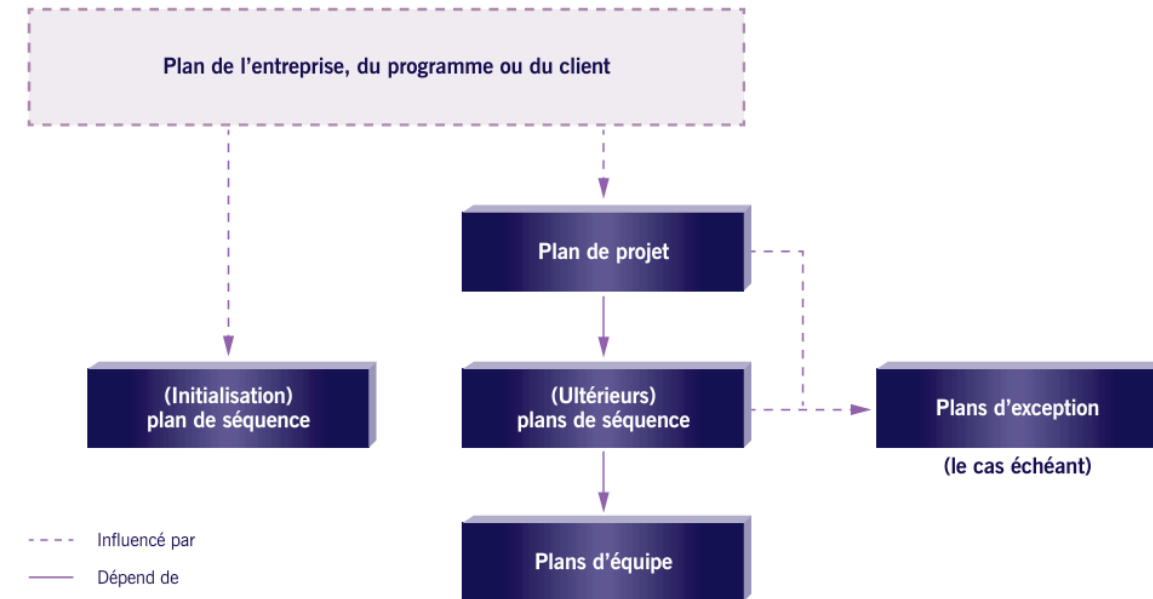 Plan de l’entreprise, du programme ou du client
Plan de projet
(Initialisation)
plan de séquence
(Ultérieurs)
plans de séquence
Plans d’exception
(le cas échéant)
Plans d’équipe
Influencé par
Dépend de